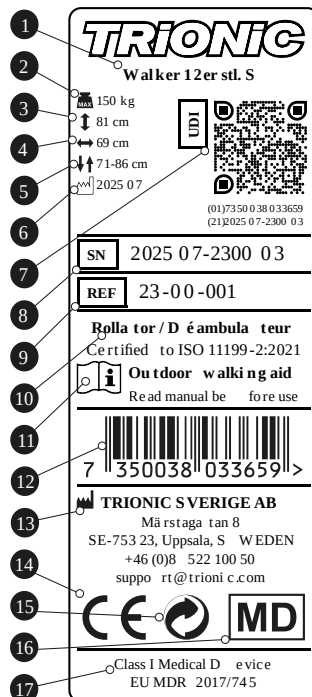 1
TRIONIC
Walker 12er stl. S
2
MAX 150 kg
3
81 cm
4
69 cm
5
71-86 cm
6
2025 07
UDI
(01)7350038033659
(21)2025 07-2300 03
7
8
SN 2025 07-2300 03
9
REF 23-00-001
10
Rollator/Déambulateur
Certified to ISO 11199-2:2021
11
i Outdoor walking aid
Read manual before use
12
7 350038 033659 >
13
TRIONIC SVERIGE AB
Märstagatan 8
SE-753 23, Uppsala, SWEDEN
+46 (0)8 522 100 50
support@trionic.com
14
15
CE
MD
16
17
Class I Medical Device
EU MDR 2017/745